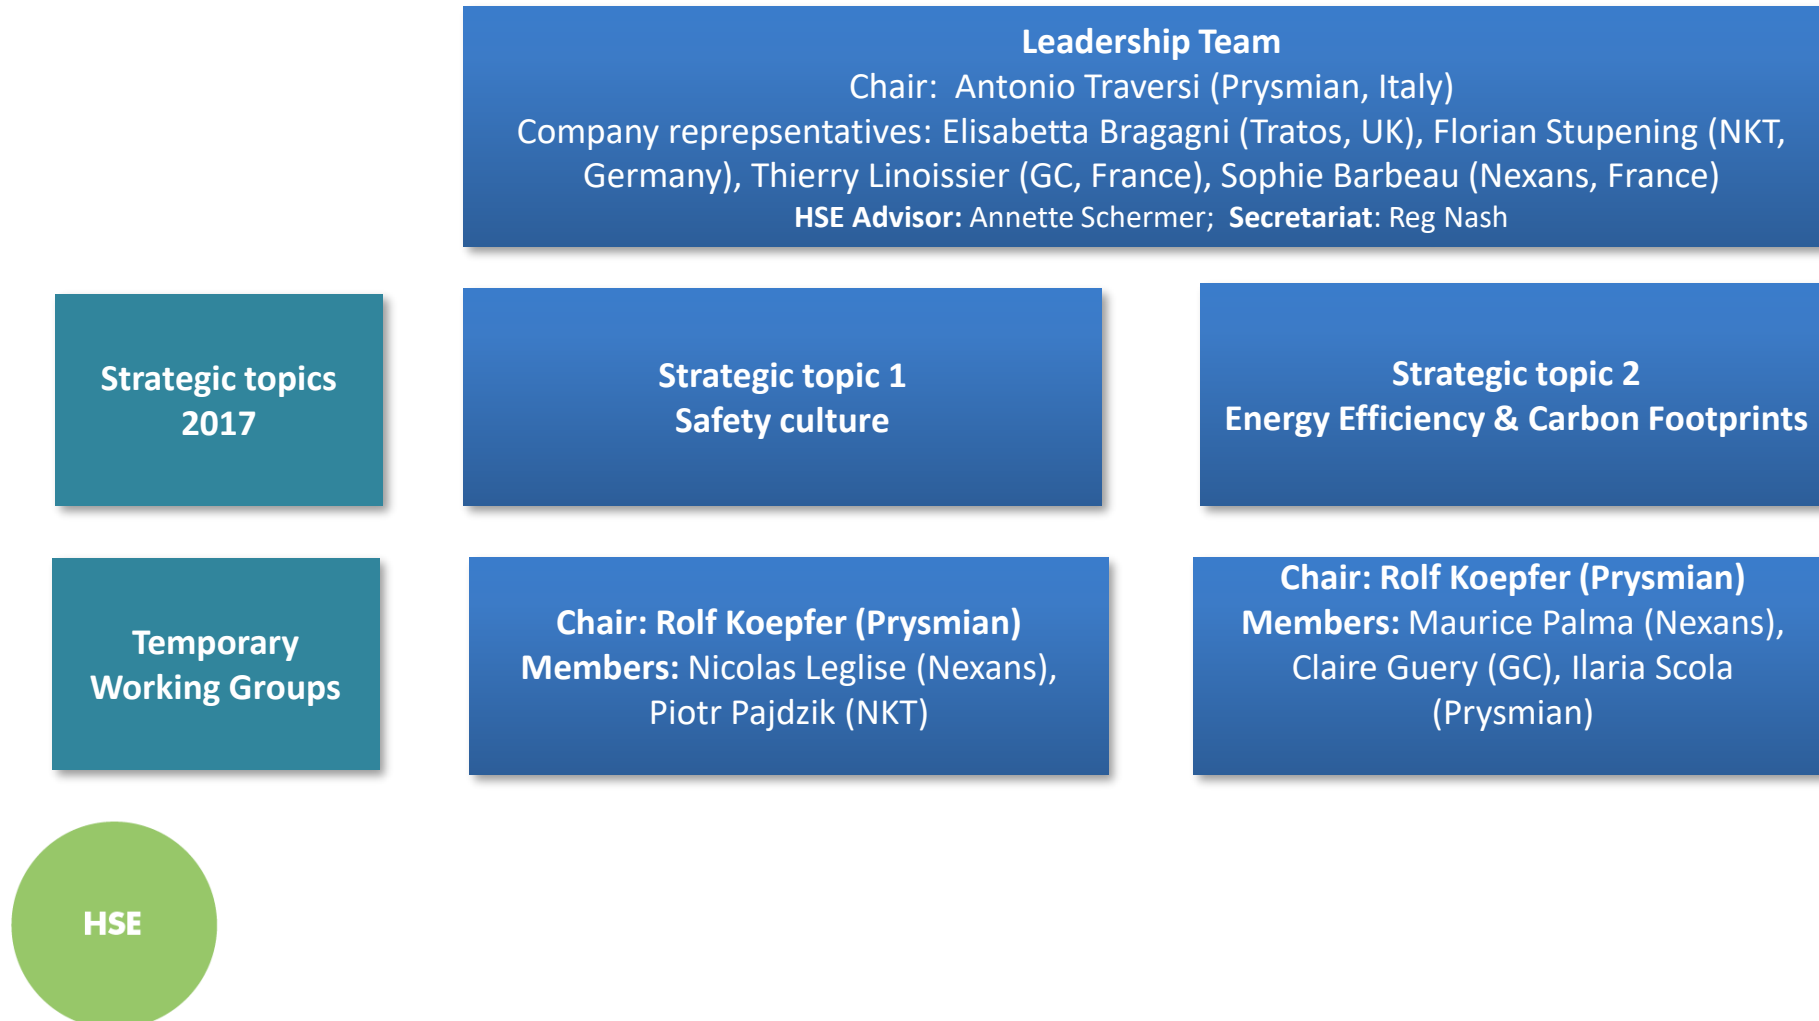 Leadership Team
Chair:  Antonio Traversi (Prysmian, Italy)
Company reprepsentatives: Elisabetta Bragagni (Tratos, UK), Florian Stupening (NKT,
Germany), Thierry Linoissier (GC, France), Sophie Barbeau (Nexans, France)
HSE Advisor: Annette Schermer;  Secretariat: Reg Nash
Strategic topics
2017
Strategic topic 1
Safety culture
Strategic topic 2
Energy Efficiency & Carbon Footprints
Temporary
Working Groups
Chair: Rolf Koepfer (Prysmian)
Members: Nicolas Leglise (Nexans),
Piotr Pajdzik (NKT)
Chair: Rolf Koepfer (Prysmian)
Members: Maurice Palma (Nexans),
Claire Guery (GC), Ilaria Scola
(Prysmian)
HSE